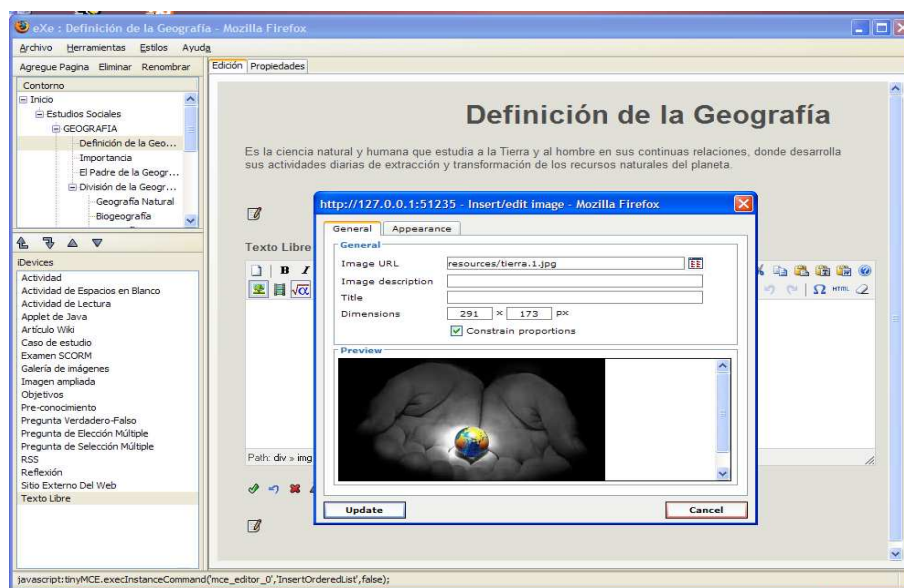 eXe : Definición de la Geografía - Mozilla Firefox
Archivo Herramientas Estilos Ayuda
Agregue Pagina Eliminar Renombrar
Edición Propiedades
Contorno
Inicio
Estudios Sociales
GEOGRAFIA
Definición de la Geo...
Importancia
El Padre de la Geogr...
División de la Geogr...
Geografía Natural
Biogeografía
iDevices
Actividad
Actividad de Espacios en Blanco
Actividad de Lectura
Applet de Java
Artículo Wiki
Caso de estudio
Examen SCORM
Galería de imágenes
Imagen ampliada
Objetivos
Pre-conocimiento
Pregunta Verdadero-Falso
Pregunta de Elección Múltiple
Pregunta de Selección Múltiple
RSS
Reflexión
Sitio Externo Del Web
Texto Libre
Definición de la Geografía
Es la ciencia natural y humana que estudia a la Tierra y al hombre en sus continuas relaciones, donde desarrolla
sus actividades diarias de extracción y transformación de los recursos naturales del planeta.
Texto Libre
B I
HTML
Path: div » img
http://127.0.0.1:51235 - Insert/edit image - Mozilla Firefox
General Appearance
General
Image URL resources/tierra.1.jpg
Image description
Title
Dimensions 291 x 173 px
Constrain proportions
Preview
Update Cancel
javascript:tinyMCE.execInstanceCommand('mce_editor_0','InsertOrderedList',false);